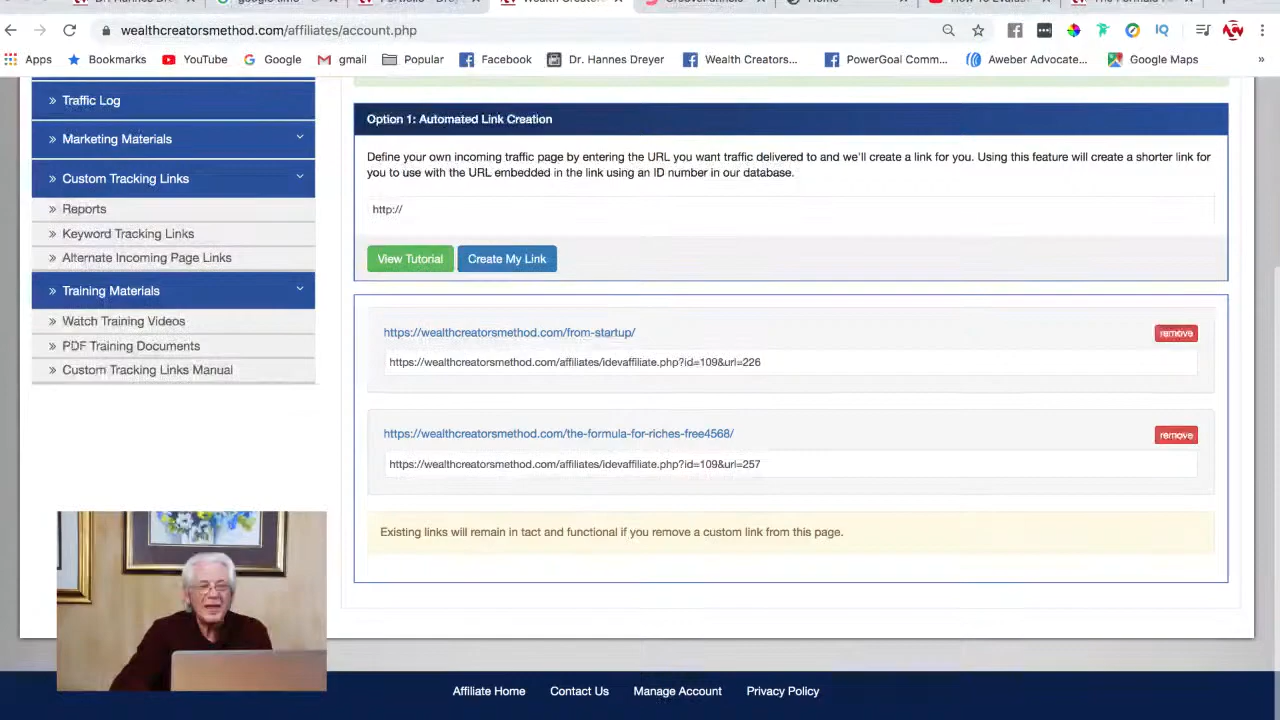 wealthcreatorsmethod.com/affiliates/account.php
Apps
Bookmarks
YouTube
Google
gmail
Popular
Facebook
Dr. Hannes Dreyer
Wealth Creators...
PowerGoal Comm...
Aweber Advocate...
Google Maps
»
» Traffic Log
» Marketing Materials
» Custom Tracking Links
» Reports
» Keyword Tracking Links
» Alternate Incoming Page Links
» Training Materials
» Watch Training Videos
» PDF Training Documents
» Custom Tracking Links Manual
Option 1: Automated Link Creation
Define your own incoming traffic page by entering the URL you want traffic delivered to and we'll create a link for you. Using this feature will create a shorter link for
you to use with the URL embedded in the link using an ID number in our database.
http://
View Tutorial
Create My Link
https://wealthcreatorsmethod.com/from-startup/
remove
https://wealthcreatorsmethod.com/affiliates/idevaffiliate.php?id=109&url=226
https://wealthcreatorsmethod.com/the-formula-for-riches-free4568/
remove
https://wealthcreatorsmethod.com/affiliates/idevaffiliate.php?id=109&url=257
Existing links will remain in tact and functional if you remove a custom link from this page.
Affiliate Home
Contact Us
Manage Account
Privacy Policy